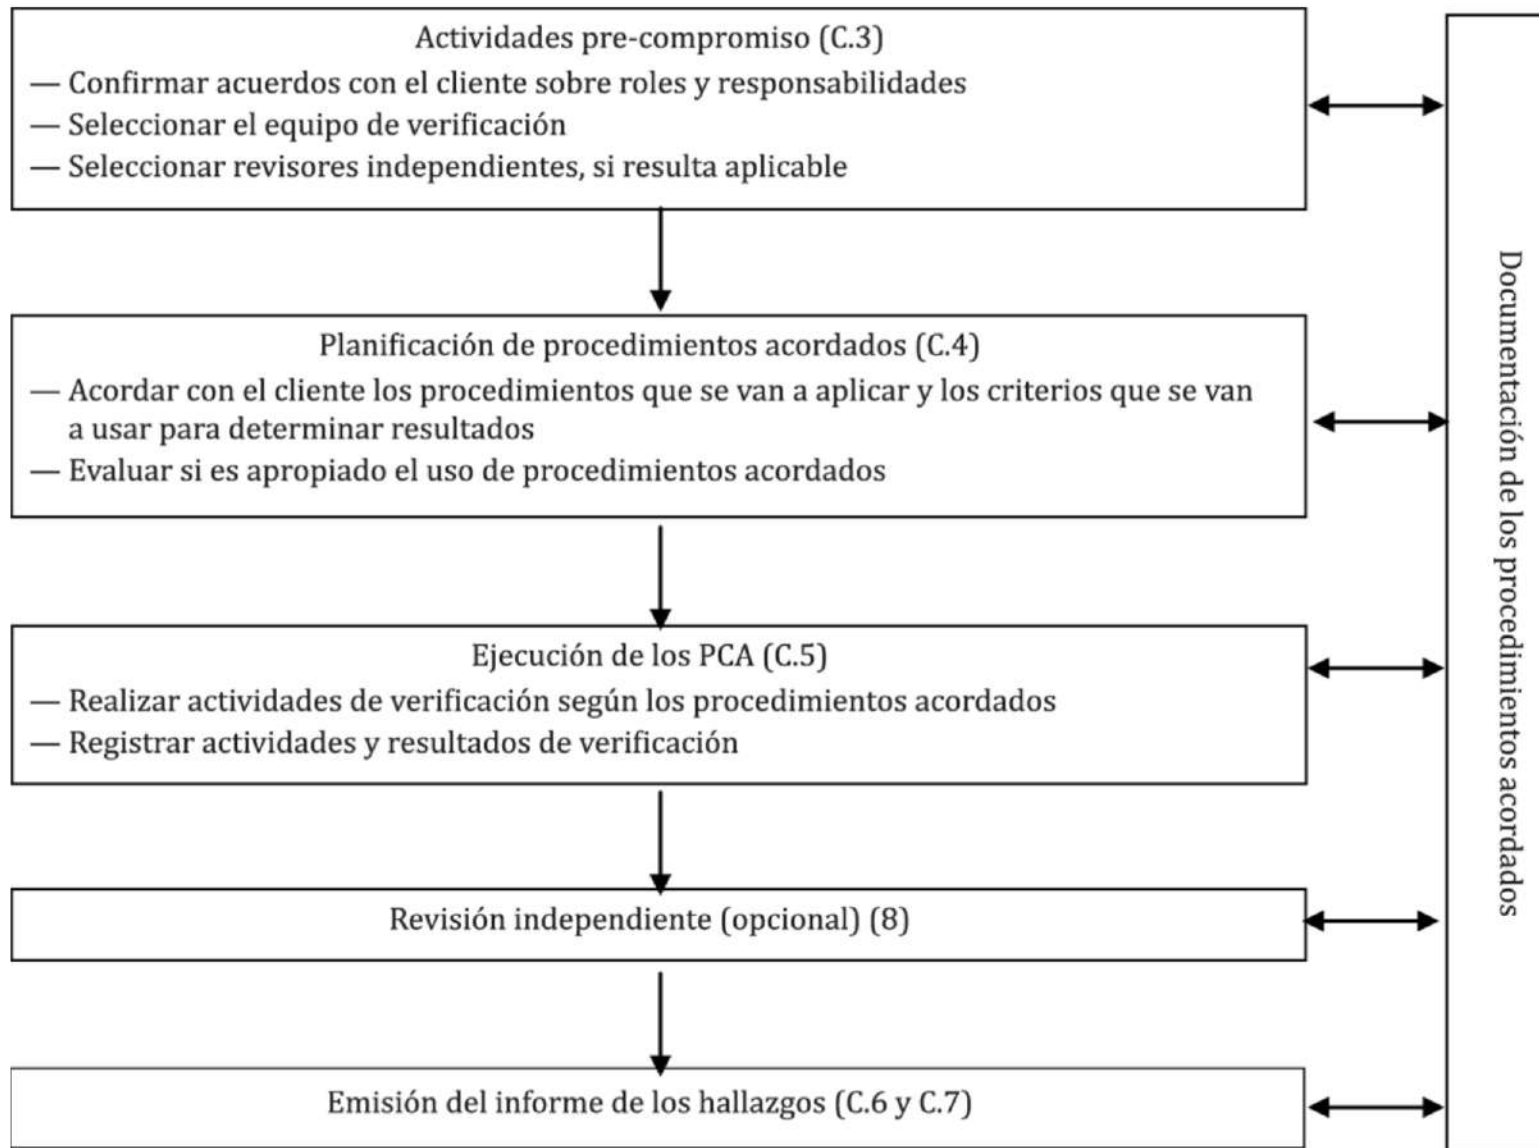 Actividades pre-compromiso (C.3)
— Confirmar acuerdos con el cliente sobre roles y responsabilidades
— Seleccionar el equipo de verificación
— Seleccionar revisores independientes, si resulta aplicable
Planificación de procedimientos acordados (C.4)
— Acordar con el cliente los procedimientos que se van a aplicar y los criterios que se van
a usar para determinar resultados
— Evaluar si es apropiado el uso de procedimientos acordados
Ejecución de los PCA (C.5)
— Realizar actividades de verificación según los procedimientos acordados
— Registrar actividades y resultados de verificación
Revisión independiente (opcional) (8)
Emisión del informe de los hallazgos (C.6 y C.7)
Documentación de los procedimientos acordados